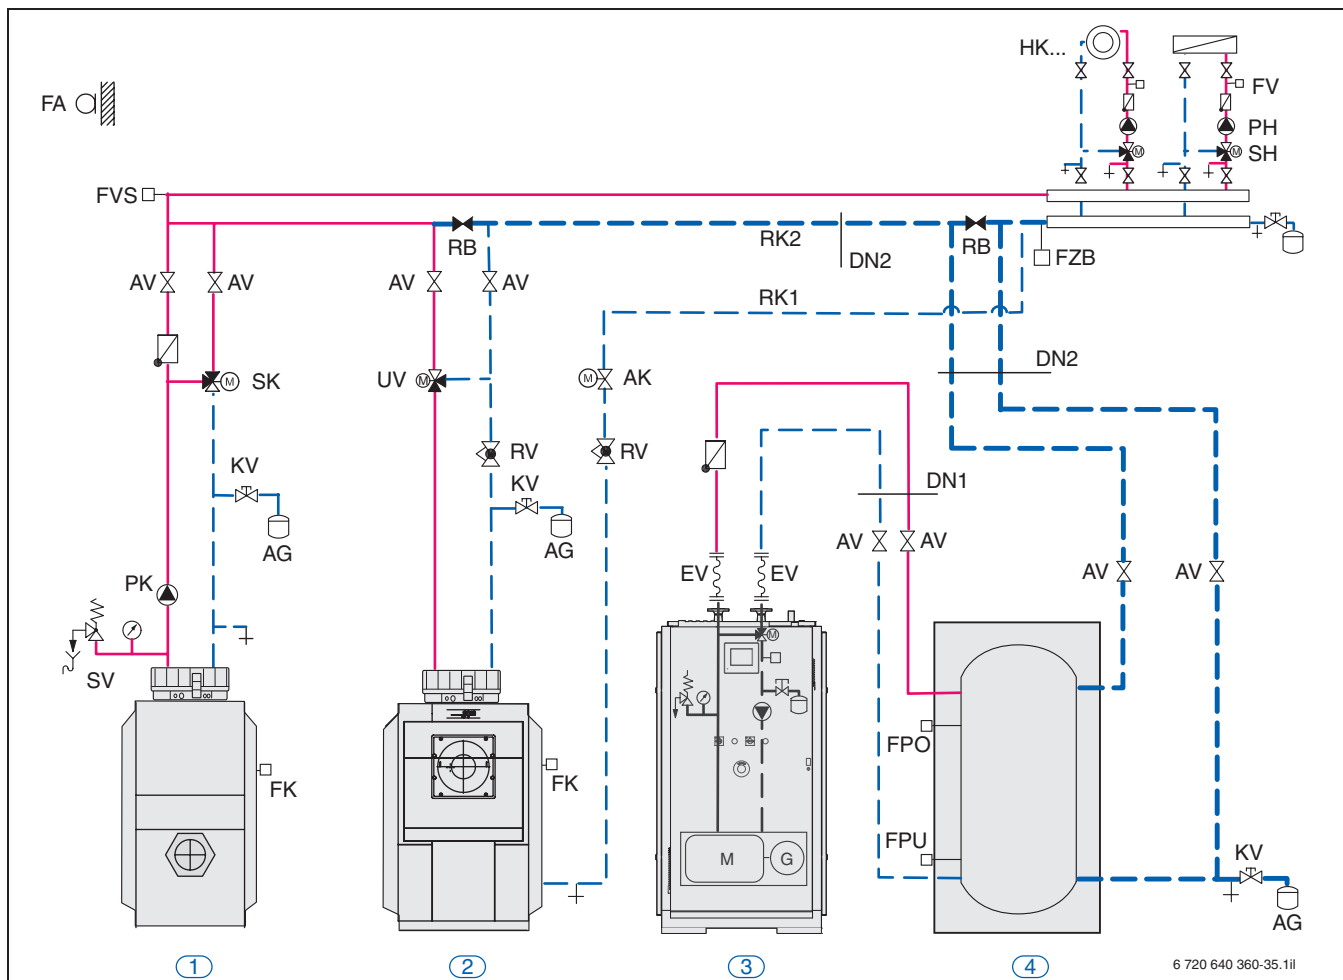 HK...
FA
FV
PH
M
M
SH
FVS
RB
RK2
DN2
RB
FZB
AV
AV
AV
AV
RK1
M
SK
UV
M
M
AK
DN2
KV
RV
RV
KV
DN1
AG
AG
AV
AV
AV
AV
PK
EV
EV
M
SV
FPO
FK
FK
FPU
M
G
KV
AG
1
2
3
4
6 720 640 360-35.1il